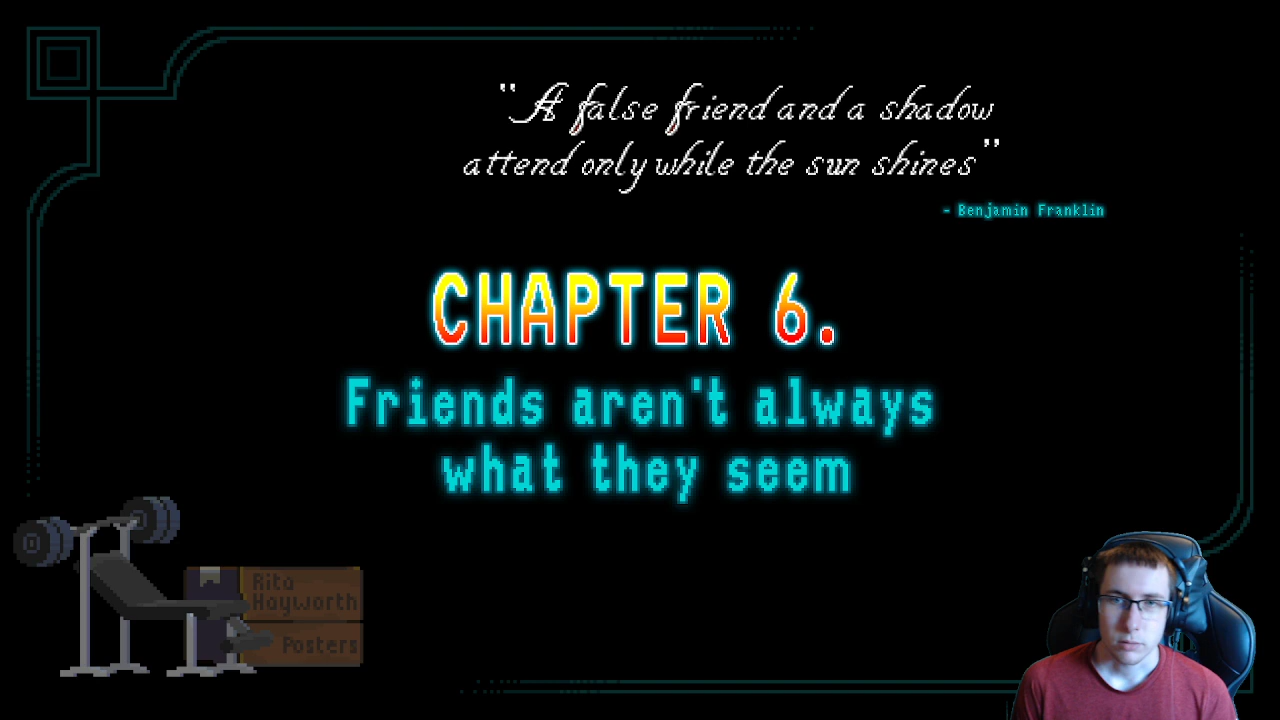 "A false friend and a shadow
attend only while the sun shines"
- Benjamin Franklin
CHAPTER 6.
Friends aren't always
what they seem
Rita
Hayworth
Posters